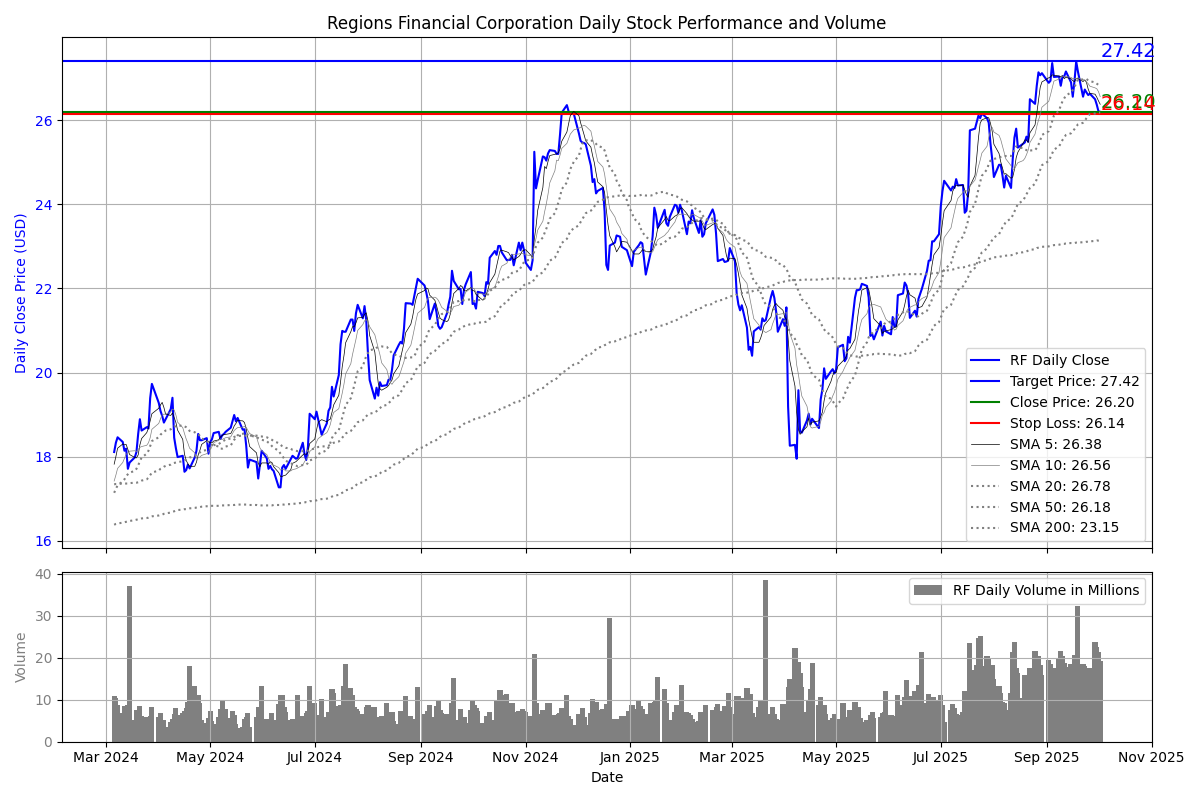 Regions Financial Corporation Daily Stock Performance and Volume
27.42
26.20
26.14
26
24
22
20
18
16
Daily Close Price (USD)
RF Daily Close
Target Price: 27.42
Close Price: 26.20
Stop Loss: 26.14
SMA 5: 26.38
SMA 10: 26.56
SMA 20: 26.78
SMA 50: 26.18
SMA 200: 23.15
40
30
20
10
0
Volume
RF Daily Volume in Millions
Mar 2024 May 2024 Jul 2024 Sep 2024 Nov 2024 Jan 2025 Mar 2025 May 2025 Jul 2025 Sep 2025 Nov 2025
Date